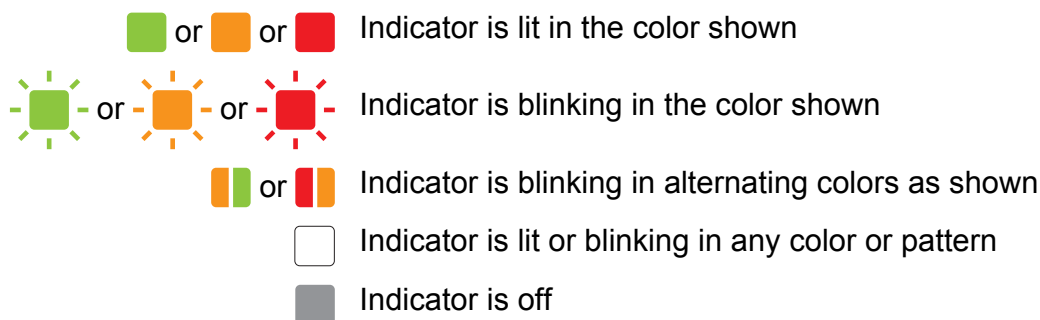 or or Indicator is lit in the color shown
or or Indicator is blinking in the color shown
or Indicator is blinking in alternating colors as shown
Indicator is lit or blinking in any color or pattern
Indicator is off